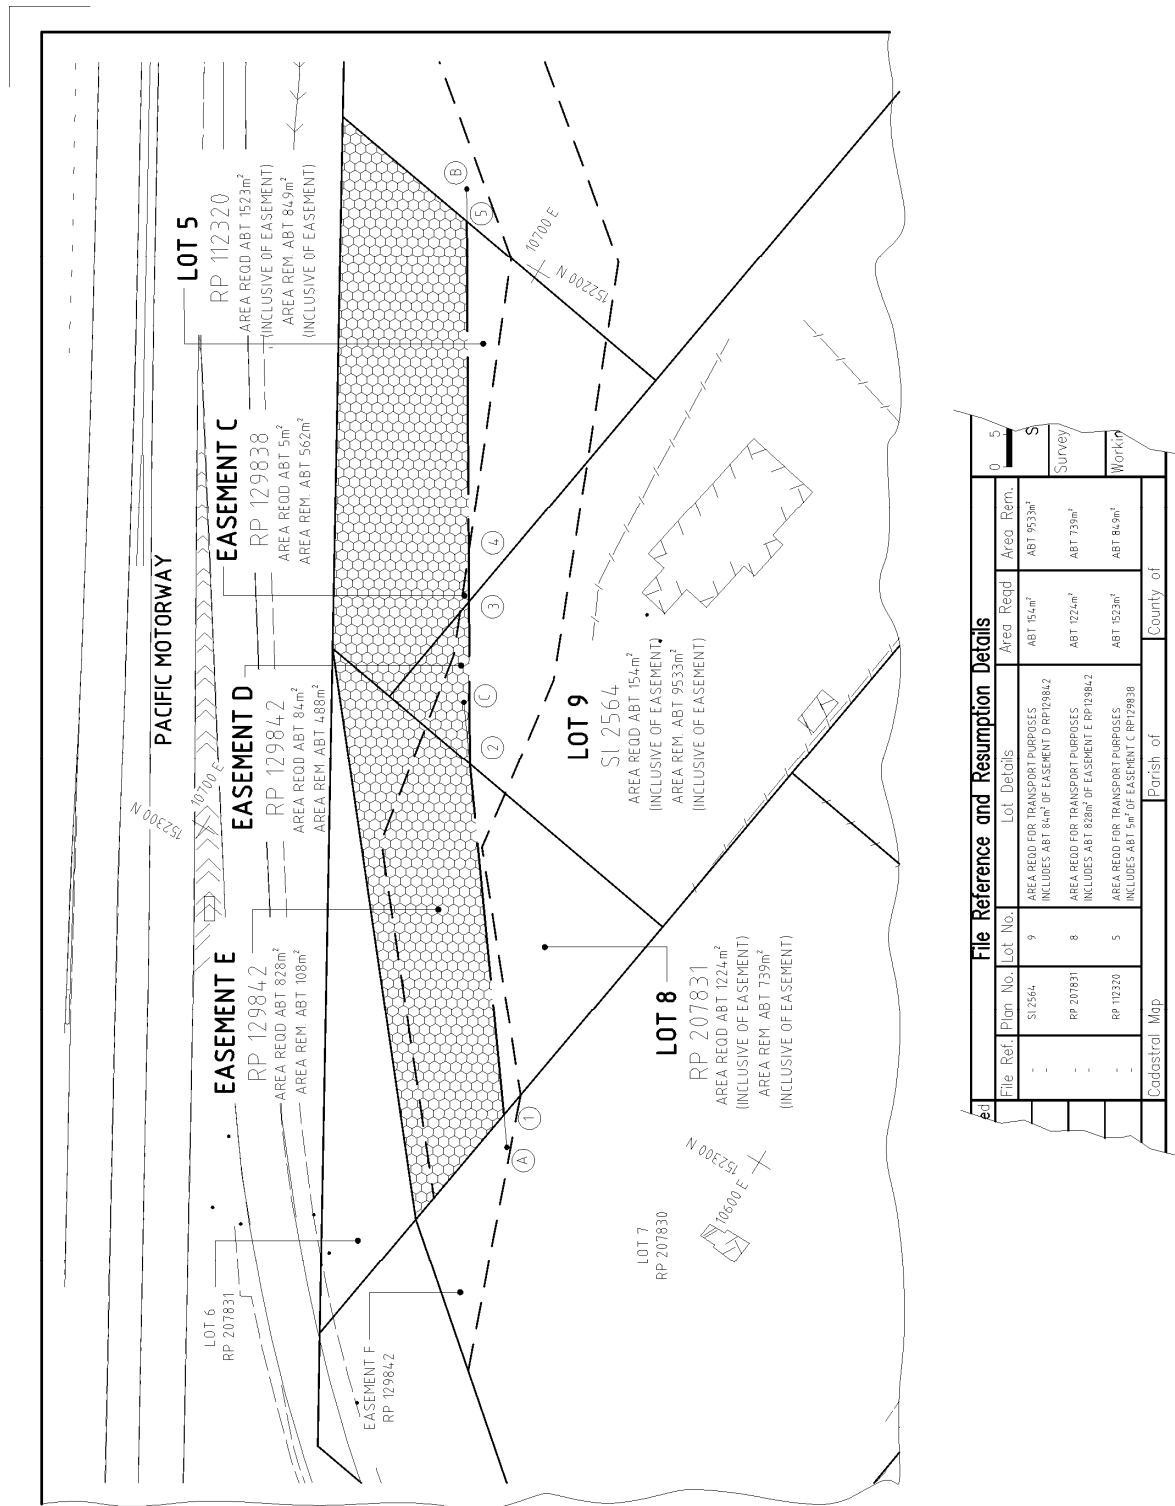 PACIFIC MOTORWAY
152300 N
10700 E
EASEMENT E
RP 129842
AREA REQD ABT 828m²
AREA REM. ABT 108m²
EASEMENT D
RP 129842
AREA REQD ABT 84m²
AREA REM. ABT 488m²
EASEMENT C
RP 129838
AREA REQD ABT 5m²
AREA REM. ABT 562m²
LOT 5
RP 112320
AREA REQD ABT 1523m²
(INCLUSIVE OF EASEMENT)
AREA REM. ABT 849m²
(INCLUSIVE OF EASEMENT)
LOT 6
RP 207831
EASEMENT F
RP 129842
A
1
2
C
3
4
5
B
10700 E
152200 N
LOT 9
SL 2564
AREA REQD ABT 154m²
(INCLUSIVE OF EASEMENT)
AREA REM. ABT 9533m²
(INCLUSIVE OF EASEMENT)
LOT 8
RP 207831
AREA REQD ABT 1224m²
(INCLUSIVE OF EASEMENT)
AREA REM. ABT 739m²
(INCLUSIVE OF EASEMENT)
LOT 7
RP 207830
152300 N
10600 E
File Reference and Resumption Details
File Ref. Plan No. Lot No. Lot Details Area Reqd Area Rem.
- SL2564 9 AREA REQD FOR TRANSPORT PURPOSES ABT 154m² ABT 9533m²
- INCLUDES ABT 84m² OF EASEMENT D RP129842
- RP 207831 8 AREA REQD FOR TRANSPORT PURPOSES ABT 1224m² ABT 739m²
- INCLUDES ABT 828m² OF EASEMENT E RP129842
- RP 112320 5 AREA REQD FOR TRANSPORT PURPOSES ABT 1523m² ABT 849m²
- INCLUDES ABT 5m² OF EASEMENT C RP129838
Cadastral Map Parish of County of
ed
0 5
S
Survey
Workin